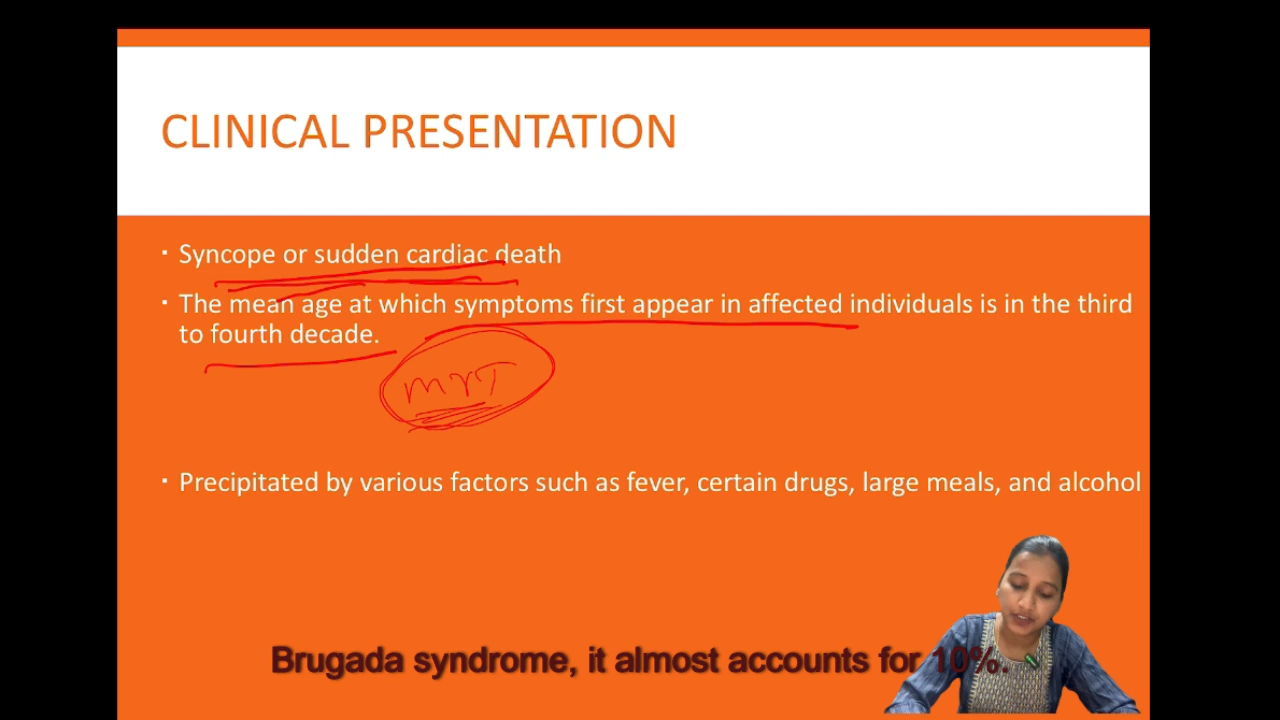 CLINICAL PRESENTATION
▪ Syncope or sudden cardiac death
▪ The mean age at which symptoms first appear in affected individuals is in the third
to fourth decade.
▪ Precipitated by various factors such as fever, certain drugs, large meals, and alcohol
Brugada syndrome, it almost accounts for 10%.